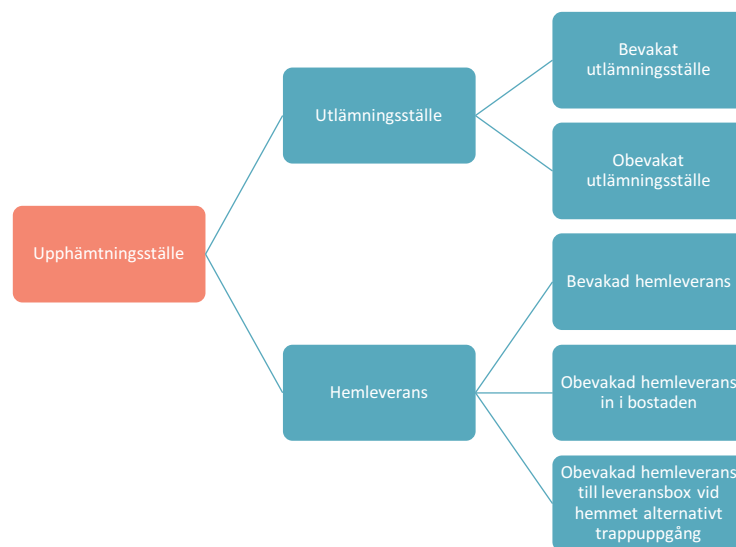 Bevakat
utlämningsställe
Utlämningsställe
Obevakat
utlämningsställe
Upphämtningsställe
Bevakad hemleverans
Hemleverans
Obevakad hemleverans
in i bostaden
Obevakad hemleverans
till leveransbox vid
hemmet alternativt
trappuppgång